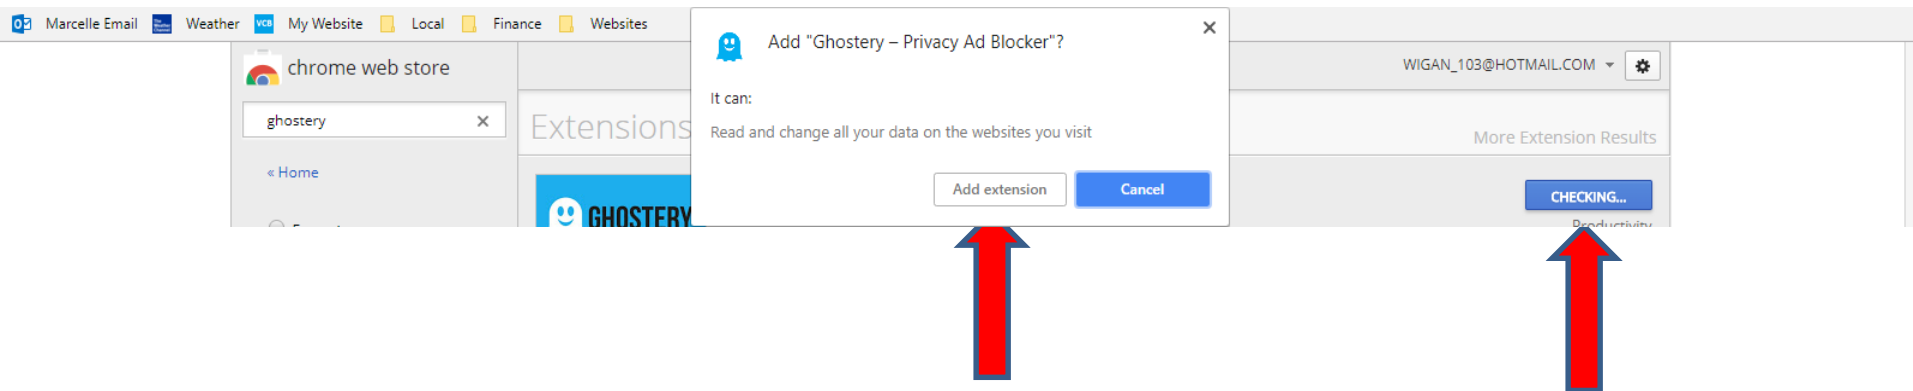 Marcelle Email Weather VCB My Website Local Finance Websites
chrome web store
ghostery
« Home
Extensions
GHOSTERY
Add "Ghostery – Privacy Ad Blocker"?
It can:
Read and change all your data on the websites you visit
Add extension Cancel
WIGAN_103@HOTMAIL.COM
More Extension Results
CHECKING...
Productivity